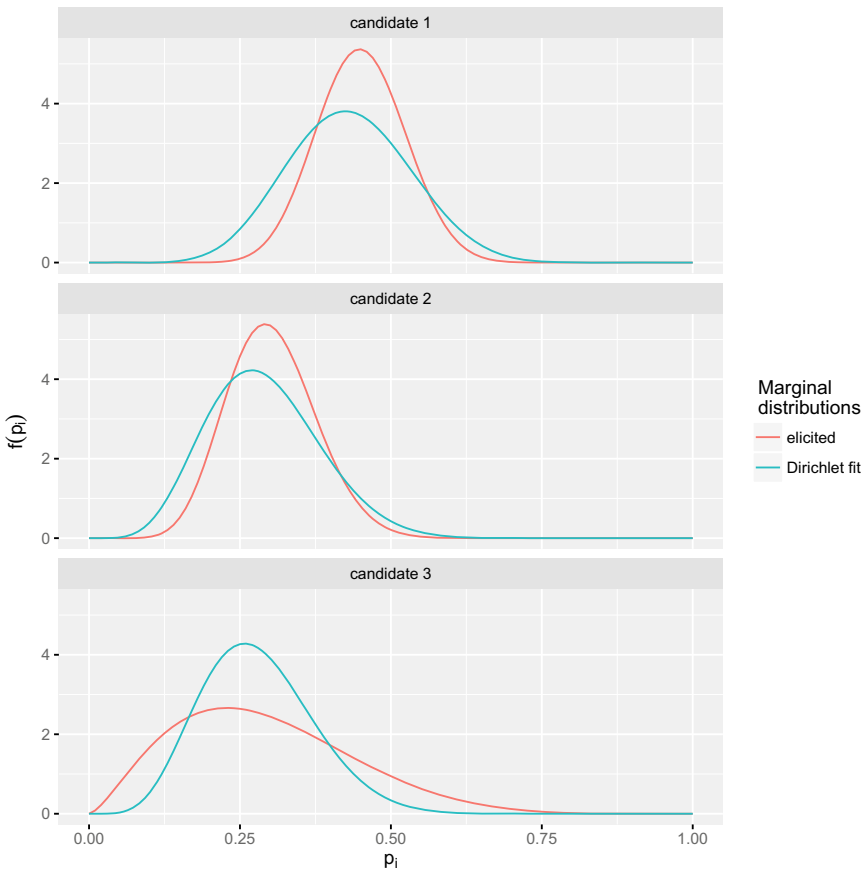 candidate 1
4
2
0
candidate 2
4
2
0
candidate 3
4
2
0
0.00 0.25 0.50 0.75 1.00
pi
f(pi)
Marginal
distributions
elicited
Dirichlet fit